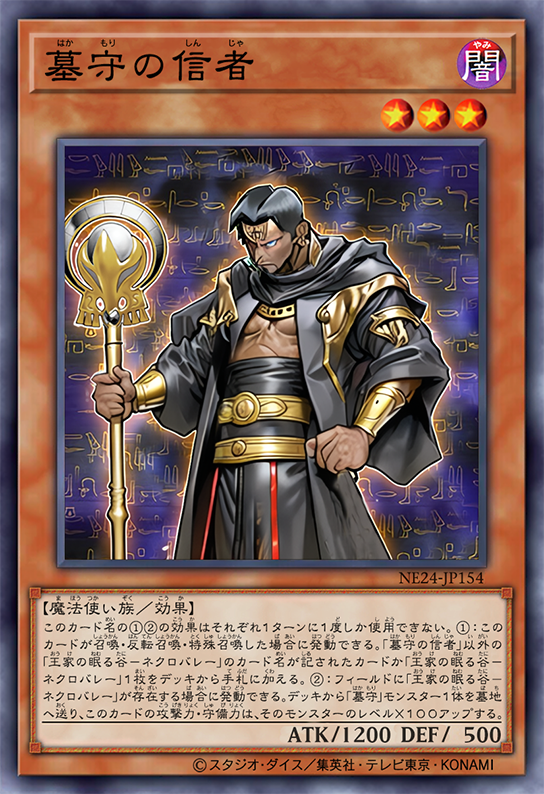 墓守の信者
闇
NE24-JP154
【魔法使い族／効果】
このカード名の①②の効果はそれぞれ1ターンに1度しか使用できない。①：この
カードが召喚・反転召喚・特殊召喚した場合に発動できる。「墓守の信者」以外の
「王家の眠る谷－ネクロバレー」のカード名が記されたカードか「王家の眠る谷－
ネクロバレー」1枚をデッキから手札に加える。②：フィールドに「王家の眠る谷－
ネクロバレー」が存在する場合に発動できる。デッキから「墓守」モンスター1体を墓地
へ送り、このカードの攻撃力・守備力は、そのモンスターのレベル×100アップする。
ATK/1200 DEF/ 500
©スタジオ・ダイス／集英社・テレビ東京・KONAMI